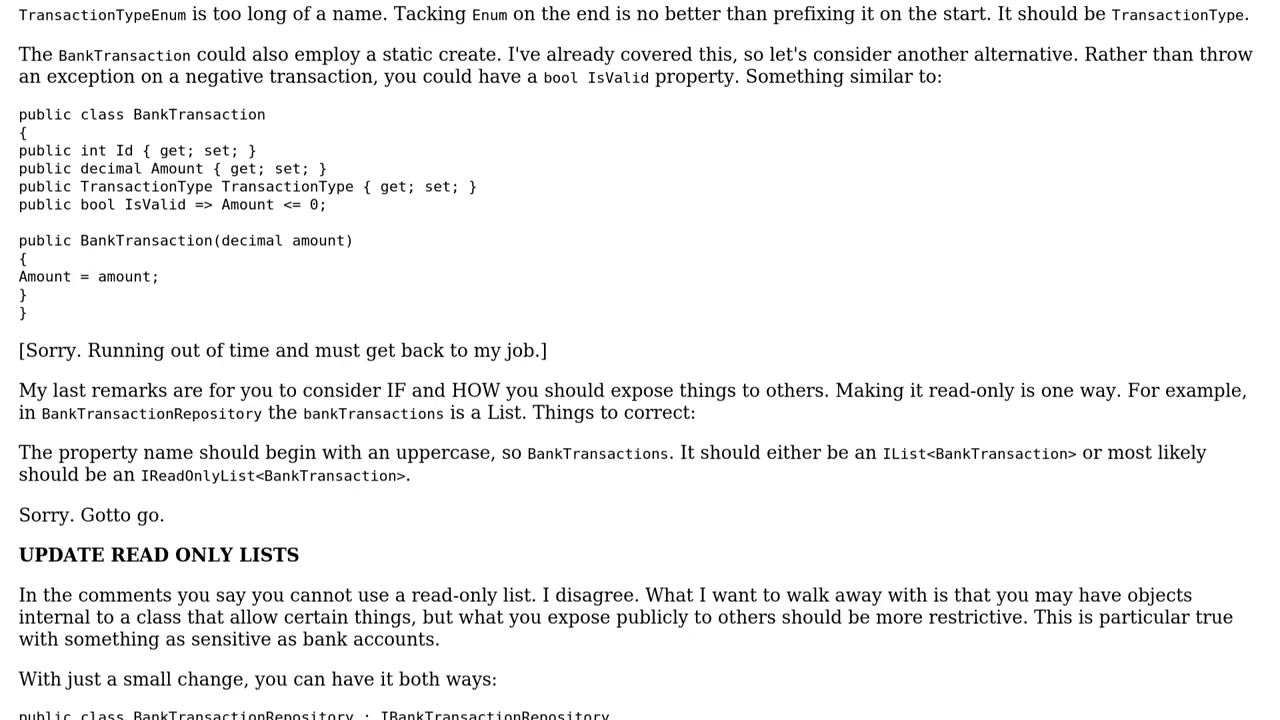 TransactionTypeEnum is too long of a name. Tacking Enum on the end is no better than prefixing it on the start. It should be TransactionType.
The BankTransaction could also employ a static create. I've already covered this, so let's consider another alternative. Rather than throw
an exception on a negative transaction, you could have a bool IsValid property. Something similar to:
public class BankTransaction
{
public int Id { get; set; }
public decimal Amount { get; set; }
public TransactionType TransactionType { get; set; }
public bool IsValid => Amount <= 0;
public BankTransaction(decimal amount)
{
Amount = amount;
}
}
[Sorry. Running out of time and must get back to my job.]
My last remarks are for you to consider IF and HOW you should expose things to others. Making it read-only is one way. For example,
in BankTransactionRepository the bankTransactions is a List. Things to correct:
The property name should begin with an uppercase, so BankTransactions. It should either be an IList<BankTransaction> or most likely
should be an IReadOnlyList<BankTransaction>.
Sorry. Gotto go.
UPDATE READ ONLY LISTS
In the comments you say you cannot use a read-only list. I disagree. What I want to walk away with is that you may have objects
internal to a class that allow certain things, but what you expose publicly to others should be more restrictive. This is particular true
with something as sensitive as bank accounts.
With just a small change, you can have it both ways:
public class BankTransactionRepository : IBankTransactionRepository